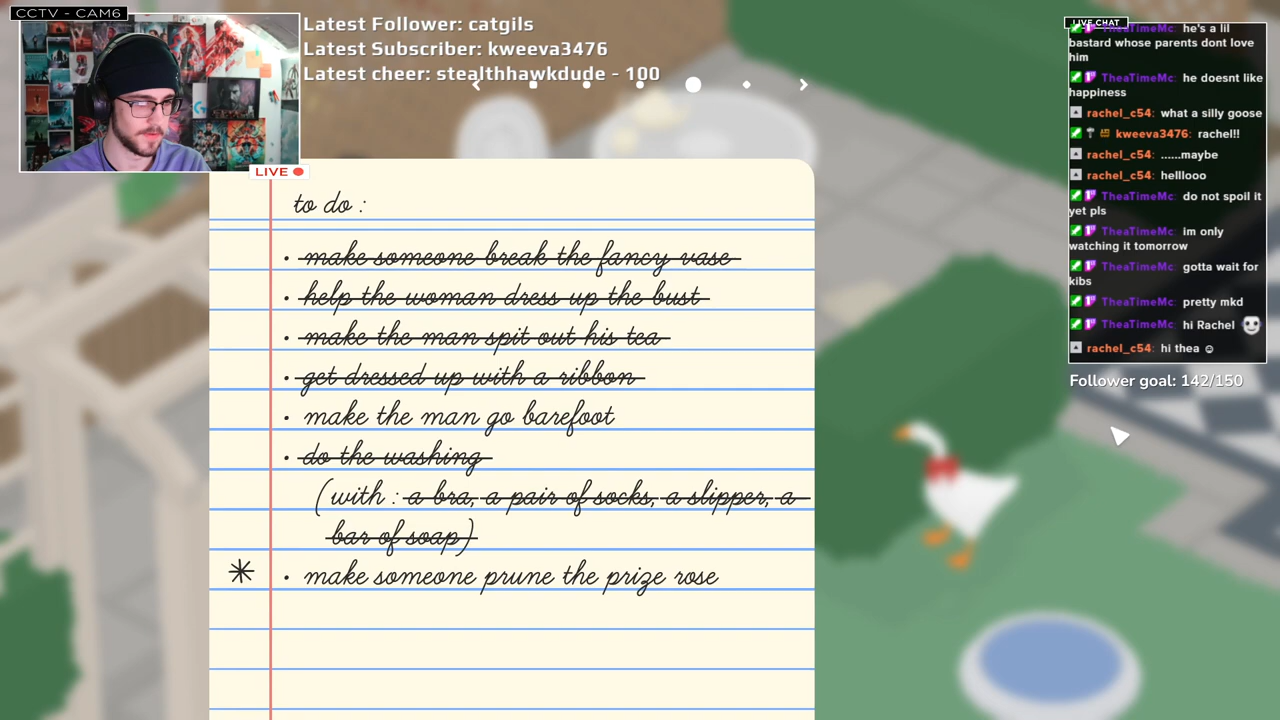 CCTV - CAM6
Latest Follower: catgils
Latest Subscriber: kweeva3476
Latest cheer: stealthhawkdude - 100
LIVE
to do :
· make someone break the fancy vase
· help the woman dress up the bust
· make the man spit out his tea
· get dressed up with a ribbon
· make the man go barefoot
· do the washing
(with : a bra, a pair of socks, a slipper, a
bar of soap)
· make someone prune the prize rose
LIVE CHAT
TheaTimeMc: he's a lil
bastard whose parents dont love
him
TheaTimeMc: he doesnt like
happiness
rachel_c54: what a silly goose
kweeva3476: rachel!!
rachel_c54: ......maybe
rachel_c54: helllooo
TheaTimeMc: do not spoil it
yet pls
TheaTimeMc: im only
watching it tomorrow
TheaTimeMc: gotta wait for
kibs
TheaTimeMc: pretty mkd
TheaTimeMc: hi Rachel
rachel_c54: hi thea ☺
Follower goal: 142/150